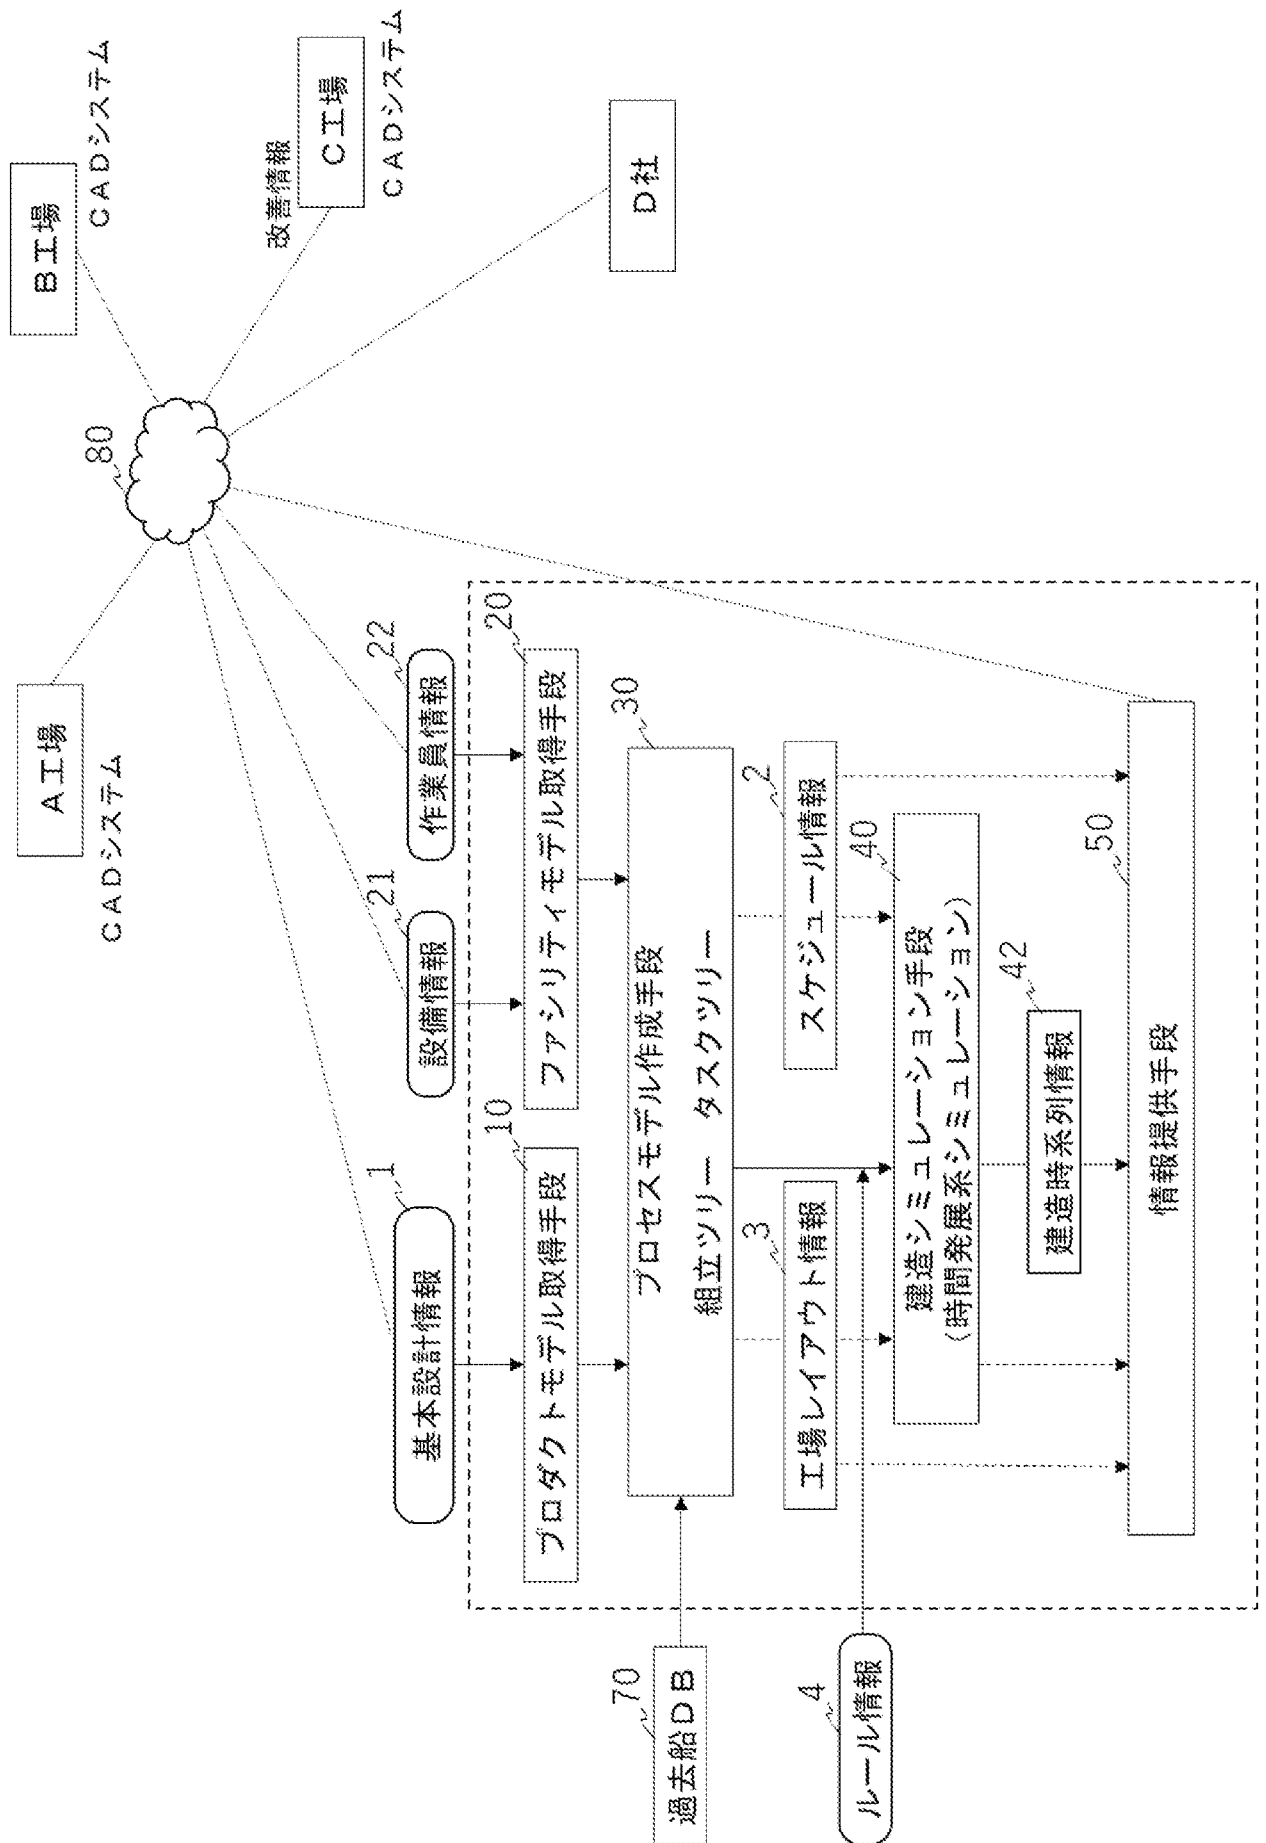 A工場
CADシステム
B工場
CADシステム
80
改善情報
C工場
CADシステム
D社
1
基本設計情報
21
設備情報
22
作業員情報
10
プロダクトモデル取得手段
20
ファシリティモデル取得手段
70
過去船DB
30
プロセスモデル作成手段
組立ツリー　タスクツリー
4
ルール情報
3
工場レイアウト情報
2
スケジュール情報
40
建造シミュレーション手段
(時間発展系シミュレーション)
42
建造時系列情報
50
情報提供手段